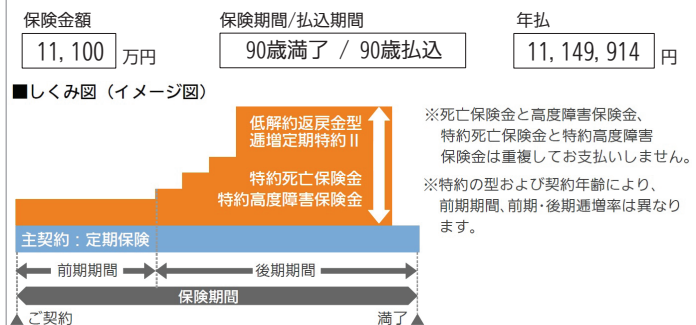 保険金額
保険期間/払込期間
年払
11,100 万円
90歳満了 / 90歳払込
11,149,914 円
■しくみ図（イメージ図）
低解約返戻金型
逓増定期特約Ⅱ
特約死亡保険金
特約高度障害保険金
主契約：定期保険
前期期間
後期期間
保険期間
ご契約
満了
※死亡保険金と高度障害保険金、
特約死亡保険金と特約高度障害
保険金は重複してお支払いしません。
※特約の型および契約年齢により、
前期期間、前期・後期逓増率は異なり
ます。